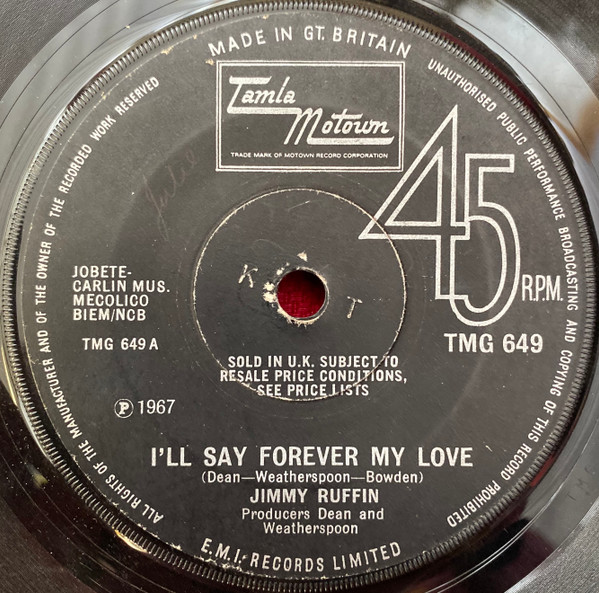 MADE IN GT. BRITAIN
UNAUTHORISED PUBLIC PERFORMANCE BROADCASTING AND COPYING OF THIS RECORD PROHIBITED
ALL RIGHTS OF THE MANUFACTURER AND OF THE OWNER OF THE RECORDED WORK RESERVED
Tamla
Motown
TRADE MARK OF MOTOWN RECORD CORPORATION
45
R.P.M.
JOBETE-
CARLIN MUS.
MECOLICO
BIEM/NCB
K T
TMG 649 A
TMG 649
SOLD IN U.K. SUBJECT TO
RESALE PRICE CONDITIONS,
SEE PRICE LISTS
Ⓟ 1967
I'LL SAY FOREVER MY LOVE
(Dean—Weatherspoon—Bowden)
JIMMY RUFFIN
Producers Dean and
Weatherspoon
E.M.I. RECORDS LIMITED